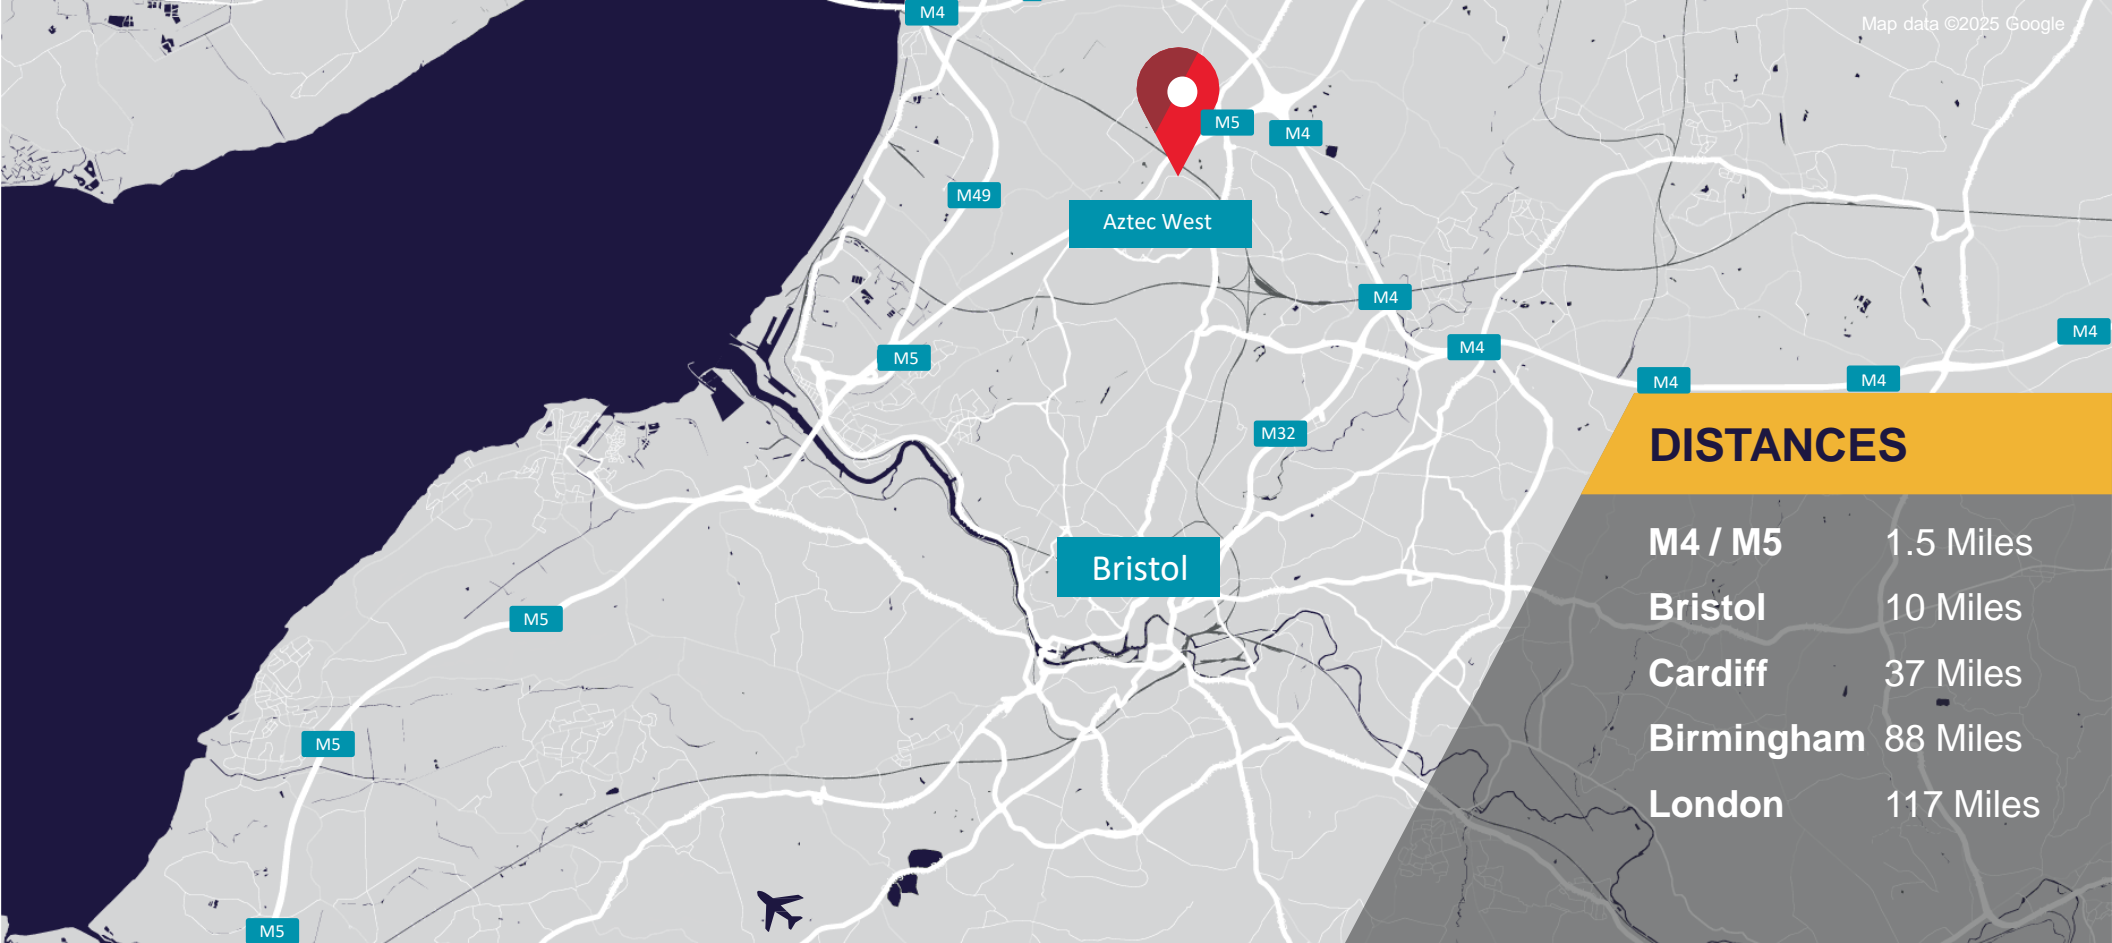 M4
Map data ©2025 Google
M5
M4
M49
Aztec West
M4
M4
M4
M5
M4
M4
M32
Bristol
M5
M5
M5
DISTANCES
M4 / M5 1.5 Miles
Bristol 10 Miles
Cardiff 37 Miles
Birmingham 88 Miles
London 117 Miles